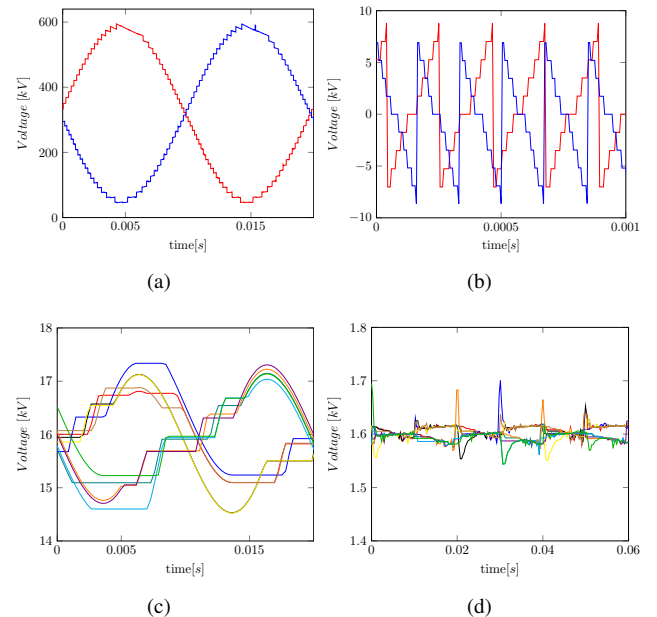 600
400
200
0
Voltage [kV]
0
0.005
0.015
time[s]
(a)
10
5
0
−5
−10
Voltage [kV]
0
0.0005
0.001
time[s]
(b)
18
17
16
15
14
Voltage [kV]
0
0.005
0.015
time[s]
(c)
1.8
1.7
1.6
1.5
1.4
Voltage [kV]
0
0.02
0.04
0.06
time[s]
(d)